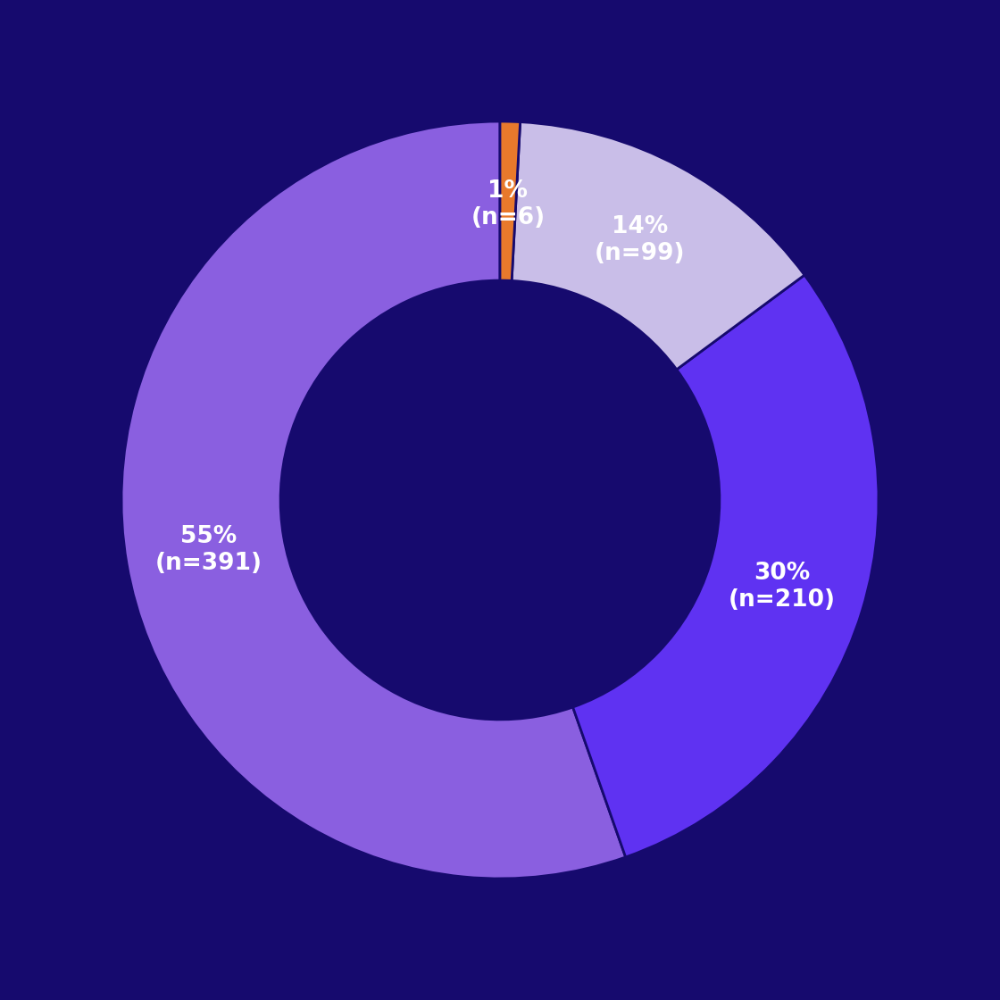 1%
(n=6)
14%
(n=99)
30%
(n=210)
55%
(n=391)